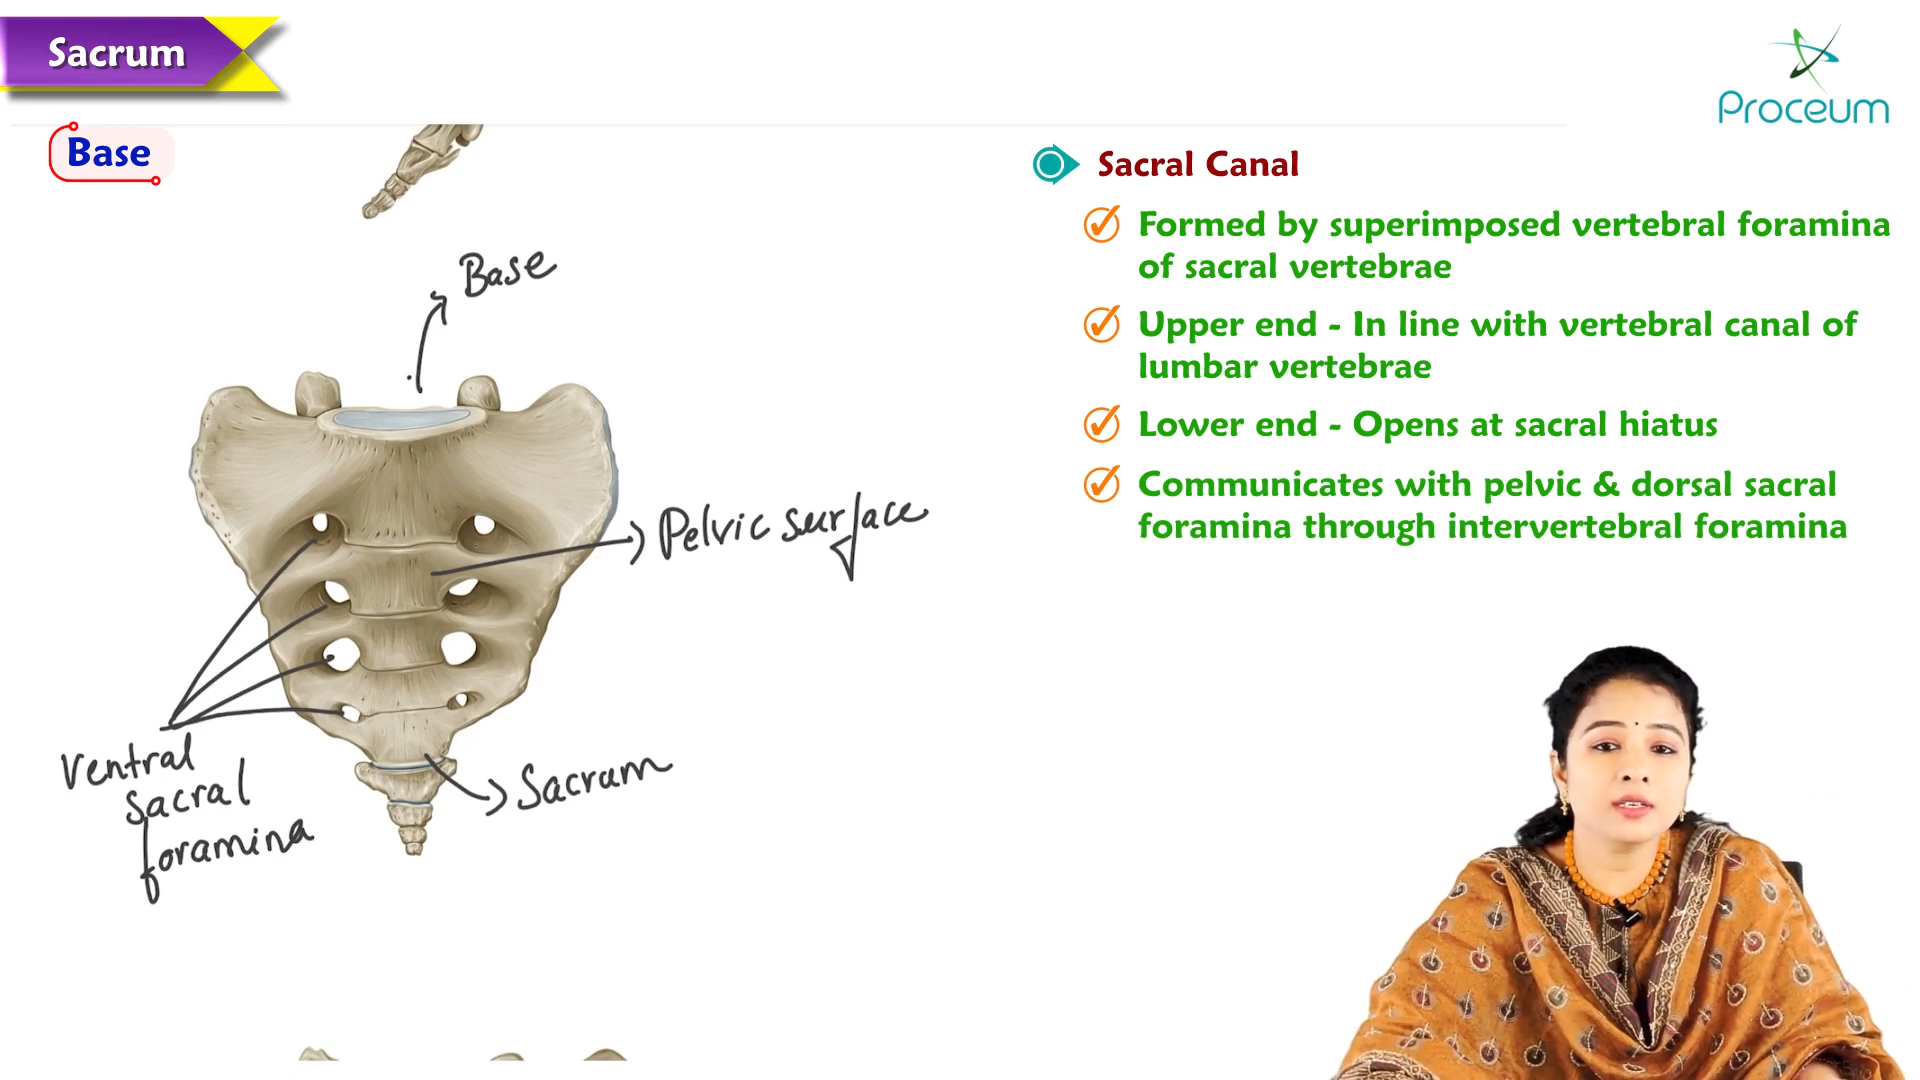 Sacrum
Proceum
Base
Sacral Canal
Formed by superimposed vertebral foramina
of sacral vertebrae
Upper end - In line with vertebral canal of
lumbar vertebrae
Lower end - Opens at sacral hiatus
Communicates with pelvic & dorsal sacral
foramina through intervertebral foramina
Base
Pelvic surface
Ventral
sacral
foramina
Sacrum